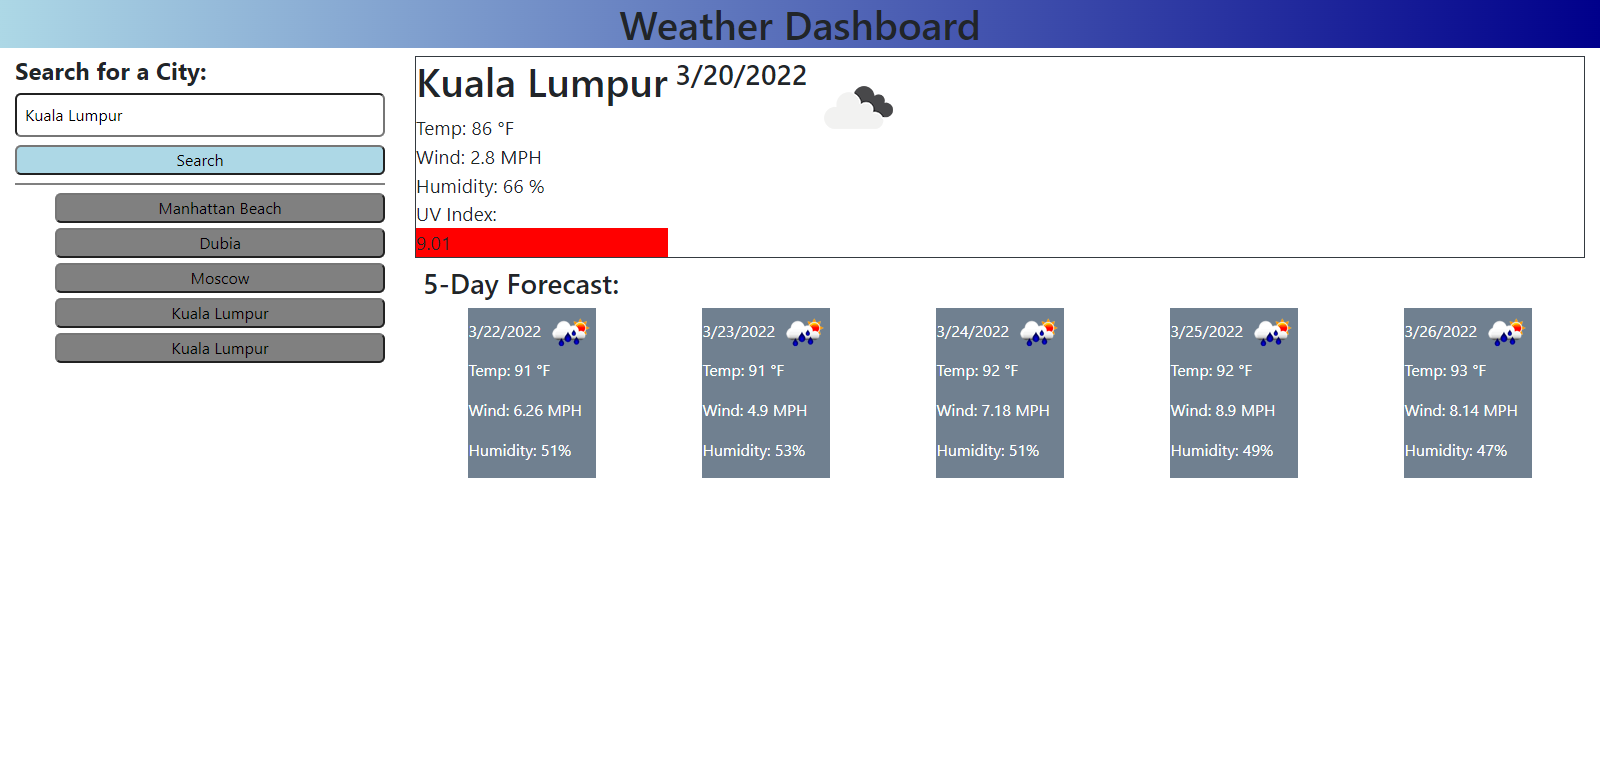 Weather Dashboard
Search for a City:
Kuala Lumpur
Search
Manhattan Beach
Dubia
Moscow
Kuala Lumpur
Kuala Lumpur
Kuala Lumpur 3/20/2022
Temp: 86 °F
Wind: 2.8 MPH
Humidity: 66 %
UV Index:
9.01
5-Day Forecast:
3/22/2022
Temp: 91 °F
Wind: 6.26 MPH
Humidity: 51%
3/23/2022
Temp: 91 °F
Wind: 4.9 MPH
Humidity: 53%
3/24/2022
Temp: 92 °F
Wind: 7.18 MPH
Humidity: 51%
3/25/2022
Temp: 92 °F
Wind: 8.9 MPH
Humidity: 49%
3/26/2022
Temp: 93 °F
Wind: 8.14 MPH
Humidity: 47%